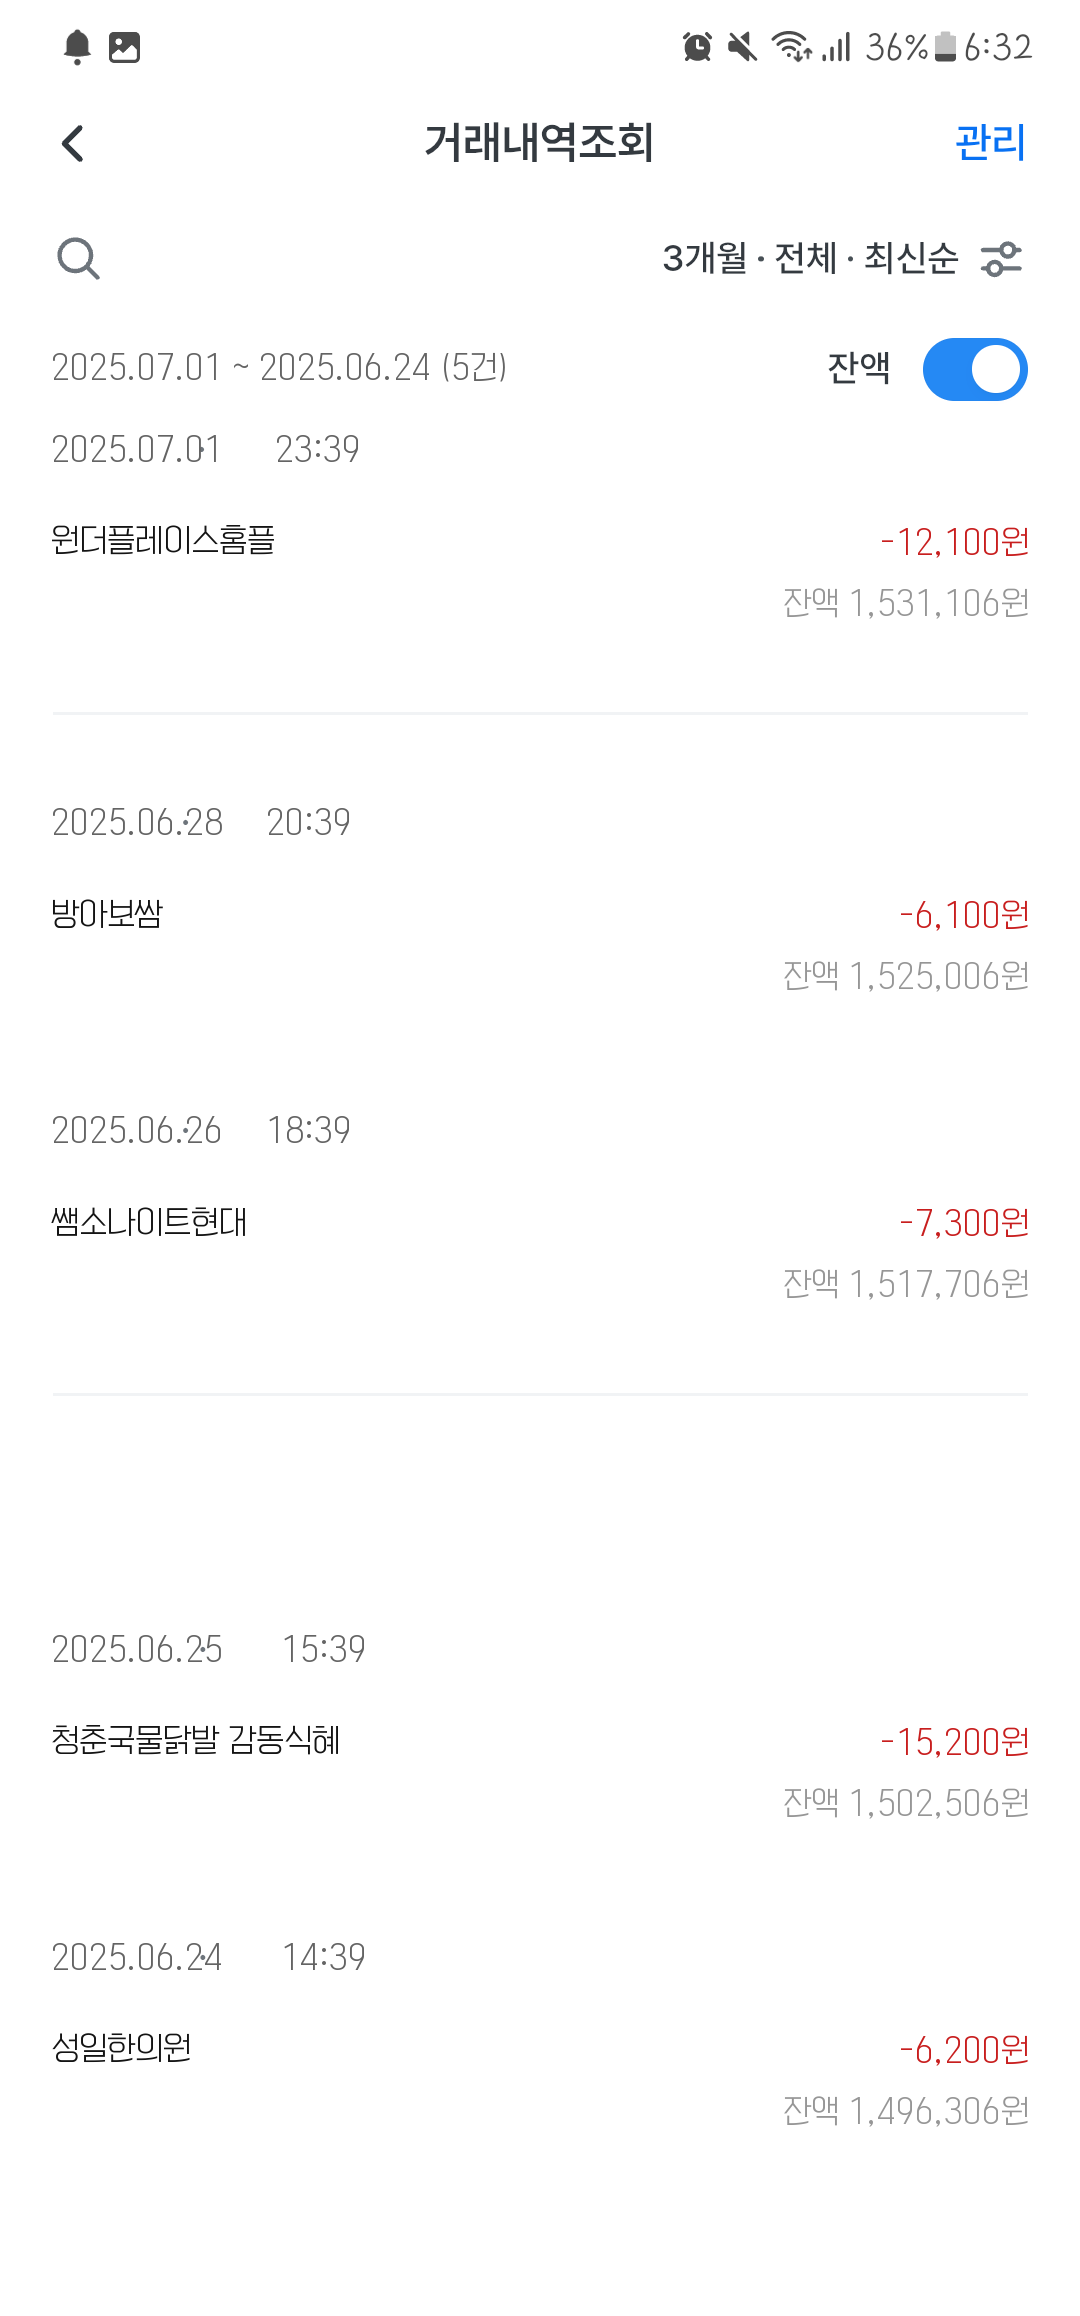 36% 6:32
거래내역조회 관리
3개월 · 전체 · 최신순
2025.07.01 ~ 2025.06.24 (5건) 잔액
2025.07.01 23:39
원더플레이스홈플 -12,100원
잔액 1,531,106원
2025.06.28 20:39
방아보쌈 -6,100원
잔액 1,525,006원
2025.06.26 18:39
쌤소나이트현대 -7,300원
잔액 1,517,706원
2025.06.25 15:39
청춘국물닭발 감동식혜 -15,200원
잔액 1,502,506원
2025.06.24 14:39
성일한의원 -6,200원
잔액 1,496,306원